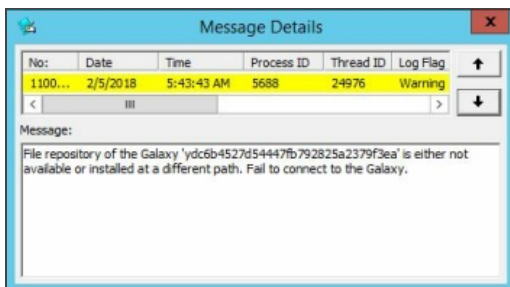 Message Details
x
No: Date Time Process ID Thread ID Log Flag
1100... 2/5/2018 5:43:43 AM 5688 24976 Warning
Message:
File repository of the Galaxy 'ydc6b4527d54447fb792825a2379f3ea' is either not
available or installed at a different path. Fail to connect to the Galaxy.